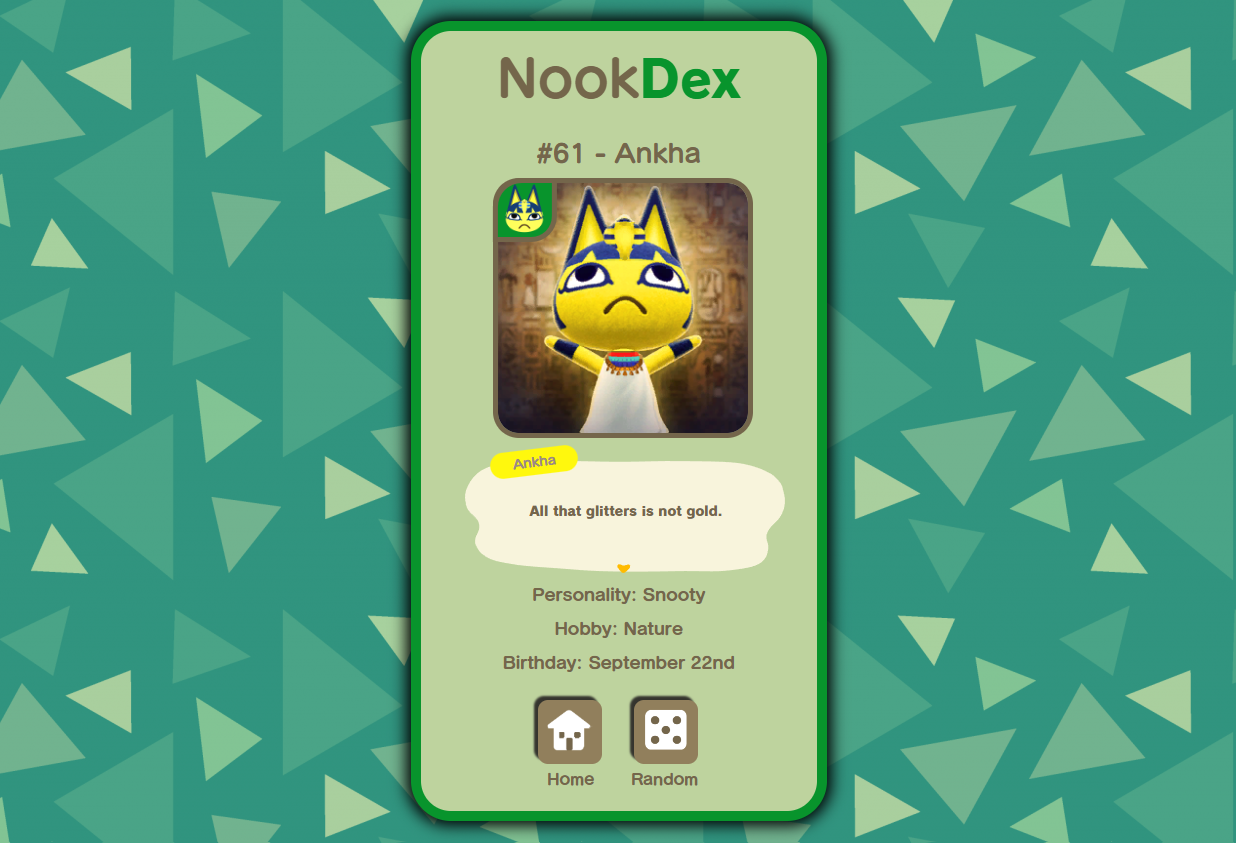 NookDex
#61 - Ankha
Ankha
All that glitters is not gold.
Personality: Snooty
Hobby: Nature
Birthday: September 22nd
Home Random